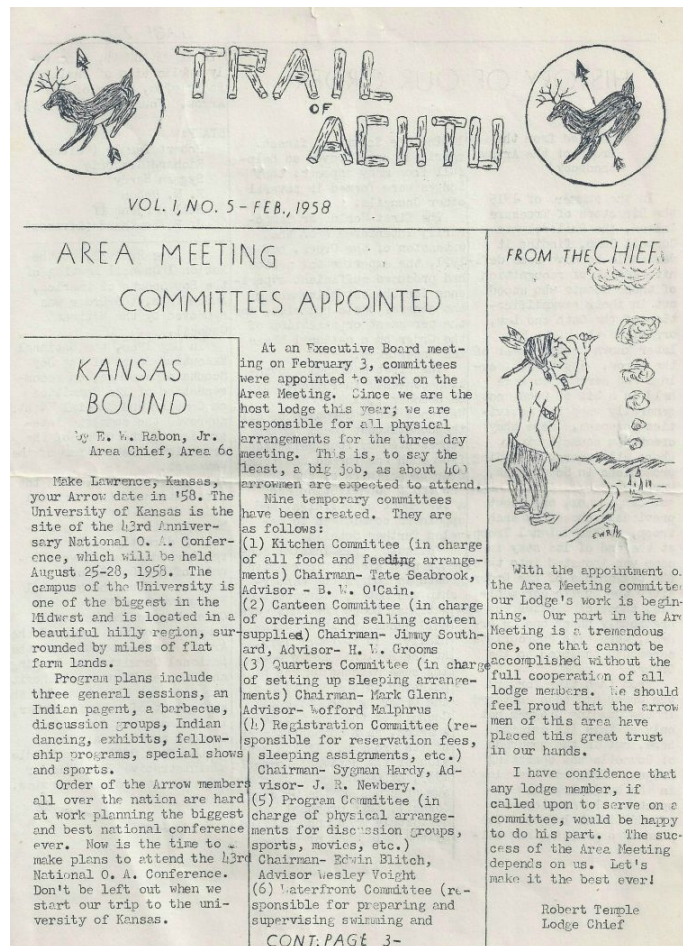 TRAIL
OF
ACHTU
VOL. 1, NO. 5 - FEB., 1958
AREA MEETING
COMMITTEES APPOINTED
KANSAS
BOUND
by E. W. Rabon, Jr.
Area Chief, Area 6c
Make Lawrence, Kansas,
your Arrow date in '58. The
University of Kansas is the
site of the 43rd Anniver-
sary National O. A. Confer-
ence, which will be held
August 25-28, 1958. The
campus of the University is
one of the biggest in the
Midwest and is located in a
beautiful hilly region, sur-
rounded by miles of flat
farm lands.
Program plans include
three general sessions, an
Indian pagent, a barbecue,
discussion groups, Indian
dancing, exhibits, fellow-
ship programs, special shows
and sports.
Order of the Arrow members
all over the nation are hard
at work planning the biggest
and best national conference
ever. Now is the time to
make plans to attend the 43rd
National O. A. Conference.
Don't be left out when we
start our trip to the uni-
versity of Kansas.
At an Executive Board meet-
ing on February 3, committees
were appointed to work on the
Area Meeting. Since we are the
host lodge this year; we are
responsible for all physical
arrangements for the three day
meeting. This is, to say the
least, a big job, as about 400
arrowmen are expected to attend.
Nine temporary committees
have been created. They are
as follows:
(1) Kitchen Committee (in charge
of all food and feeding arrange-
ments) Chairman- Tate Seabrook,
Advisor - B. W. O'Cain.
(2) Canteen Committee (in charge
of ordering and selling canteen
supplied) Chairman- Jimmy South-
ard, Advisor- H. W. Grooms
(3) Quarters Committee (in charge
of setting up sleeping arrange-
ments) Chairman- Mark Glenn,
Advisor- Wofford Malphrus
(4) Registration Committee (re-
sponsible for reservation fees,
sleeping assignments, etc.)
Chairman- Sygman Hardy, Ad-
visor- J. R. Newbery.
(5) Program Committee (in
charge of physical arrange-
ments for discussion groups,
sports, movies, etc.)
Chairman- Edwin Blitch,
Advisor Wesley Voight
(6) Waterfront Committee (re-
sponsible for preparing and
supervising swimming and
CONT. PAGE 3-
FROM THE CHIEF
EWR
With the appointment o
the Area Meeting committe
our Lodge's work is begin-
ning. Our part in the Are
Meeting is a tremendous
one, one that cannot be
accomplished without the
full cooperation of all
lodge members. We should
feel proud that the arrow
men of this area have
placed this great trust
in our hands.
I have confidence that
any lodge member, if
called upon to serve on a
committee, would be happy
to do his part. The suc-
cess of the Area Meeting
depends on us. Let's
make it the best ever!
Robert Temple
Lodge Chief